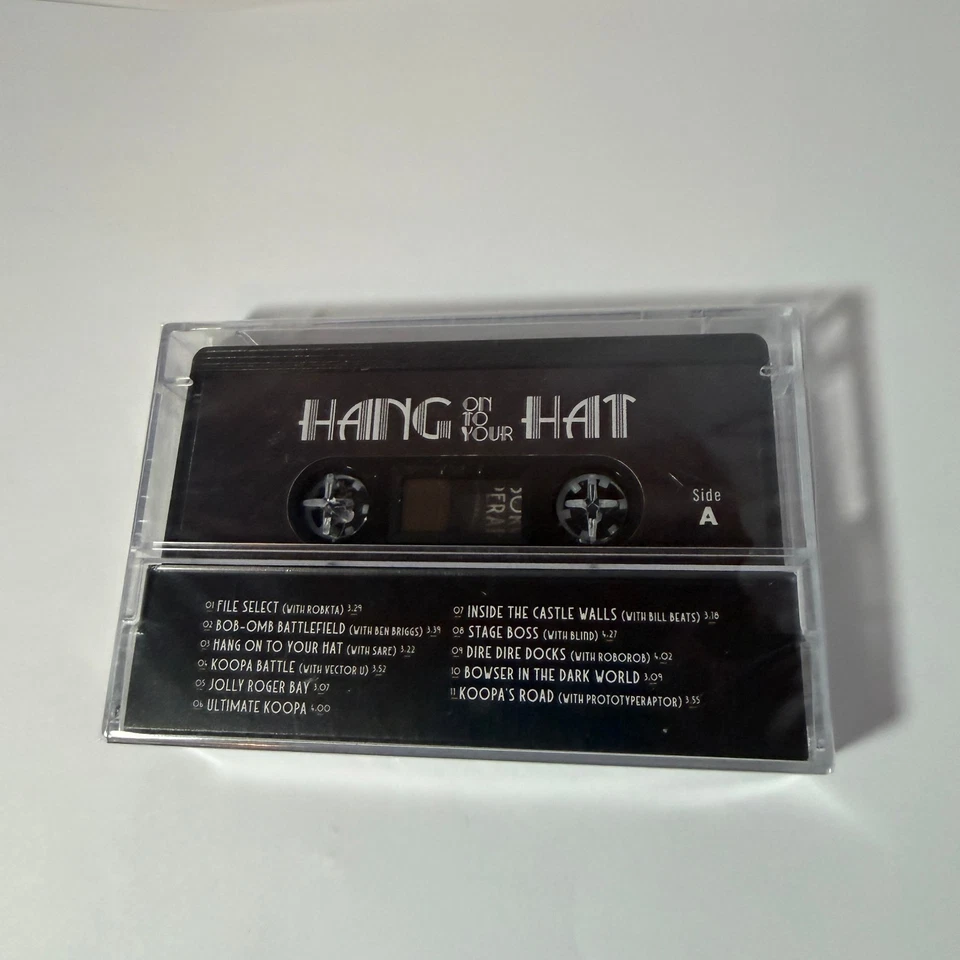 HANG ON TO YOUR HAT
Side
A
01 FILE SELECT (WITH ROBKTA) 3.29
02 BOB-OMB BATTLEFIELD (WITH BEN BRIGGS) 3.39
03 HANG ON TO YOUR HAT (WITH SARE) 3.22
04 KOOPA BATTLE (WITH VECTOR U) 3.52
05 JOLLY ROGER BAY 3.07
06 ULTIMATE KOOPA 4.00
07 INSIDE THE CASTLE WALLS (WITH BILL BEATS) 3.18
08 STAGE BOSS (WITH BLIND) 4.27
09 DIRE DIRE DOCKS (WITH ROBOROB) 4.02
10 BOWSER IN THE DARK WORLD 3.09
11 KOOPA'S ROAD (WITH PROTOTYPERAPTOR) 3.55